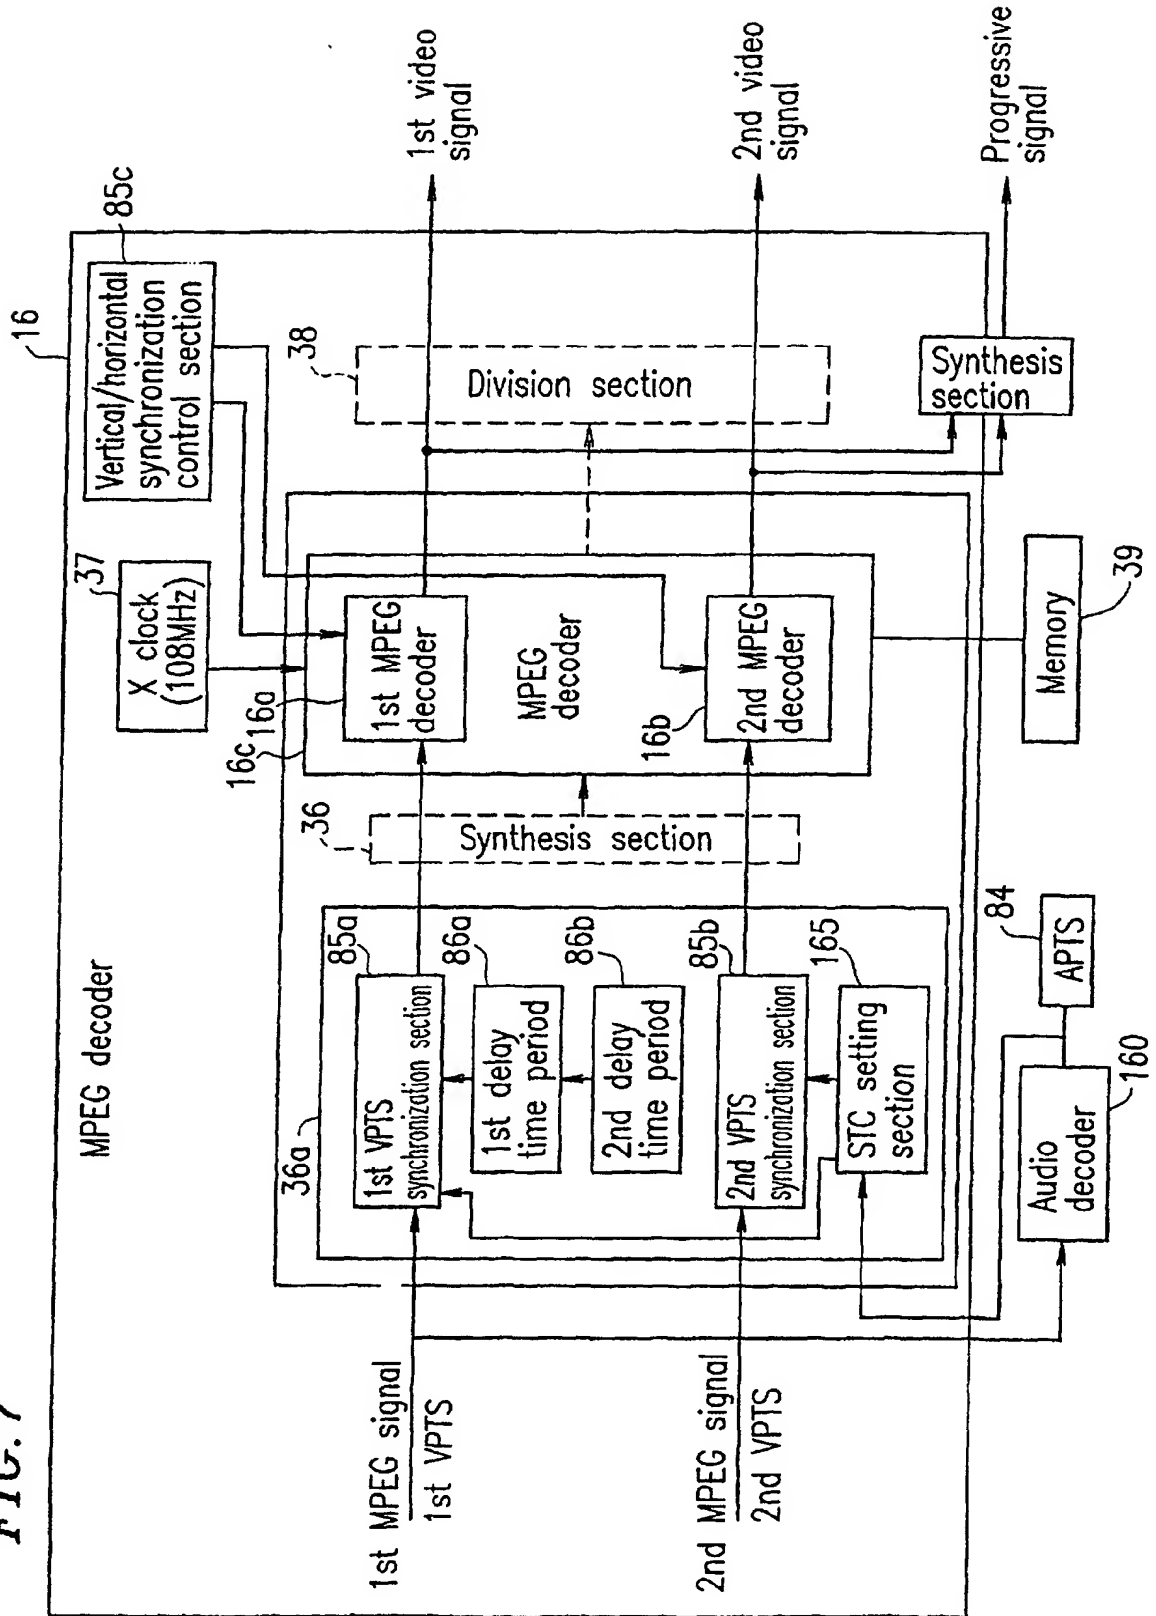 FIG. 7
MPEG decoder
16
1st MPEG signal
1st VPTS
2nd MPEG signal
2nd VPTS
36a
85a
1st VPTS
synchronization section
86a
1st delay
time period
86b
2nd delay
time period
85b
2nd VPTS
synchronization section
165
STC setting
section
36
Synthesis section
37
X clock
(108MHz)
85c
Vertical/horizontal
synchronization
control section
16c
16a
1st MPEG
decoder
MPEG
decoder
16b
2nd MPEG
decoder
38
Division section
1st video
signal
2nd video
signal
Synthesis
section
Progressive
signal
Audio
decoder
160
84
APTS
Memory
39